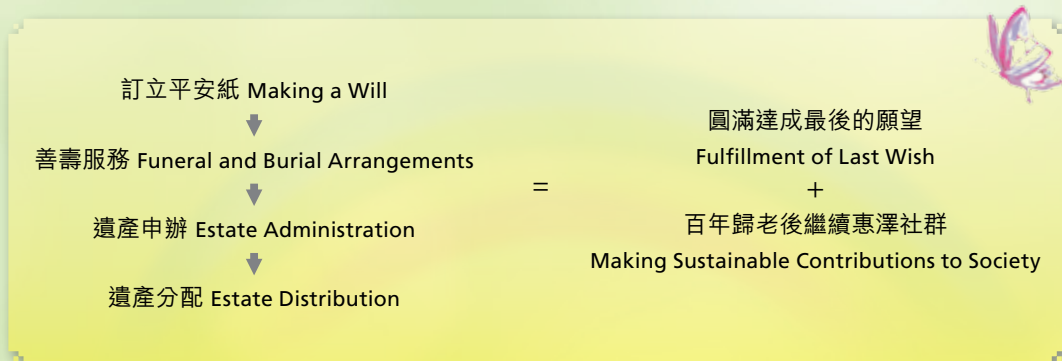 訂立平安紙 Making a Will
善壽服務 Funeral and Burial Arrangements
遺產申辦 Estate Administration
遺產分配 Estate Distribution
=
圓滿達成最後的願望
Fulfillment of Last Wish
+
百年歸老後繼續惠澤社群
Making Sustainable Contributions to Society